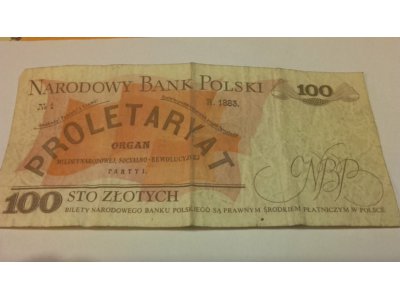 NARODOWY BANK POLSKI
100
№ 1
R. 1883.
PROLETARYAT
ORGAN
MIĘDZYNARODOWEJ, SOCYALNO-REWOLUCYJNEJ
PARTYI.
NBP
100 STO ZŁOTYCH
BILETY NARODOWEGO BANKU POLSKIEGO SĄ PRAWNYM ŚRODKIEM PŁATNICZYM W POLSCE